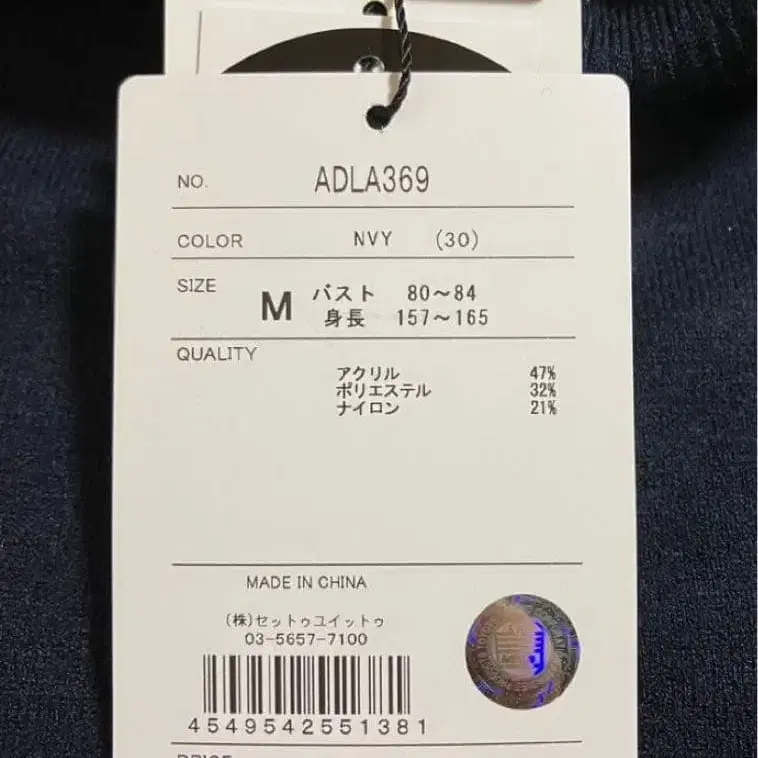 NO. ADLA369
COLOR NVY (30)
SIZE M バスト 80～84
身長 157～165
QUALITY
アクリル 47%
ポリエステル 32%
ナイロン 21%
MADE IN CHINA
(株)セットゥユイットゥ
03-5657-7100
4549542551381
PRICE